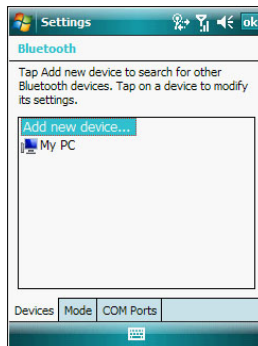 Settings
ok
Bluetooth
Tap Add new device to search for other
Bluetooth devices. Tap on a device to modify
its settings.
Add new device...
My PC
Devices Mode COM Ports